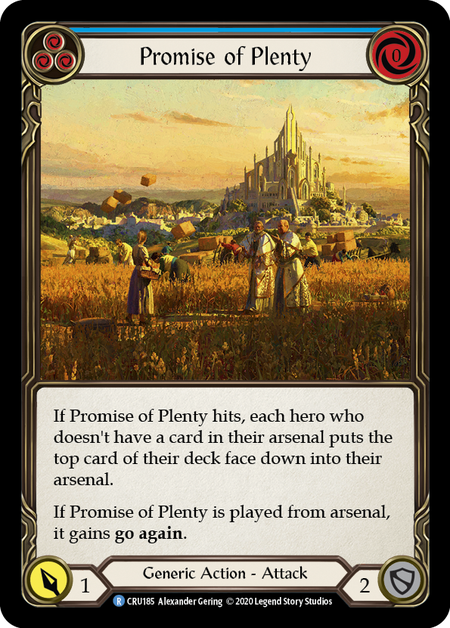 Promise of Plenty
0
If Promise of Plenty hits, each hero who
doesn't have a card in their arsenal puts the
top card of their deck face down into their
arsenal.
If Promise of Plenty is played from arsenal,
it gains go again.
1
Generic Action - Attack
2
R CRU185 Alexander Gering © 2020 Legend Story Studios